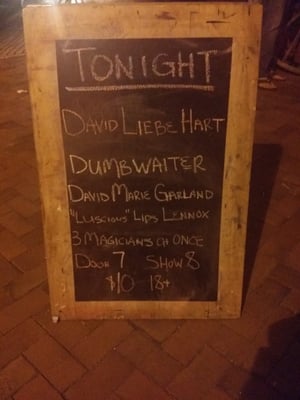 TONIGHT
DAVID LIEBE HART
DUMBWAITER
DAVID MARIE GARLAND
"LUSCIOUS" LIPS LENNOX
3 MAGICIANS @ ONCE
DOOR 7 SHOW 8
$10 18+